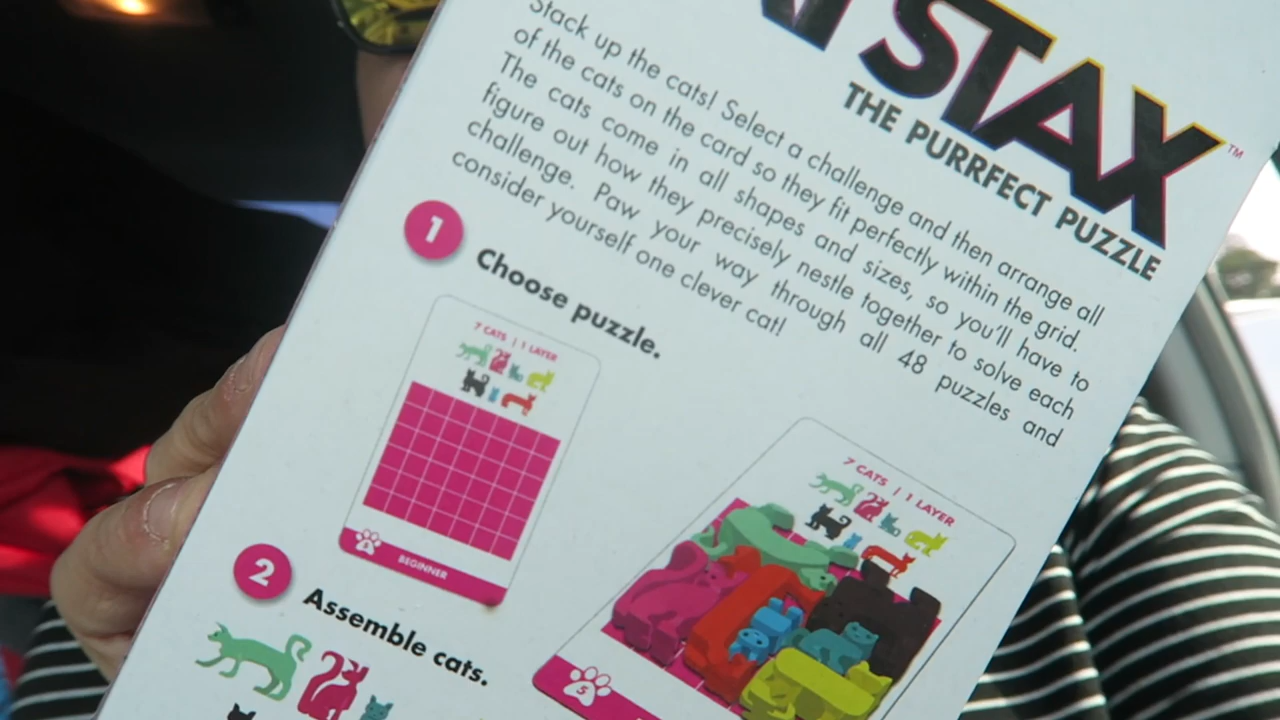 STAX™
THE PURRFECT PUZZLE
Stack up the cats! Select a challenge and then arrange all
of the cats on the card so they fit perfectly within the grid.
The cats come in all shapes and sizes, so you'll have to
figure out how they precisely nestle together to solve each
challenge. Paw your way through all 48 puzzles and
consider yourself one clever cat!
1
Choose puzzle.
7 CATS | 1 LAYER
BEGINNER
7 CATS | 1 LAYER
5
2
Assemble cats.